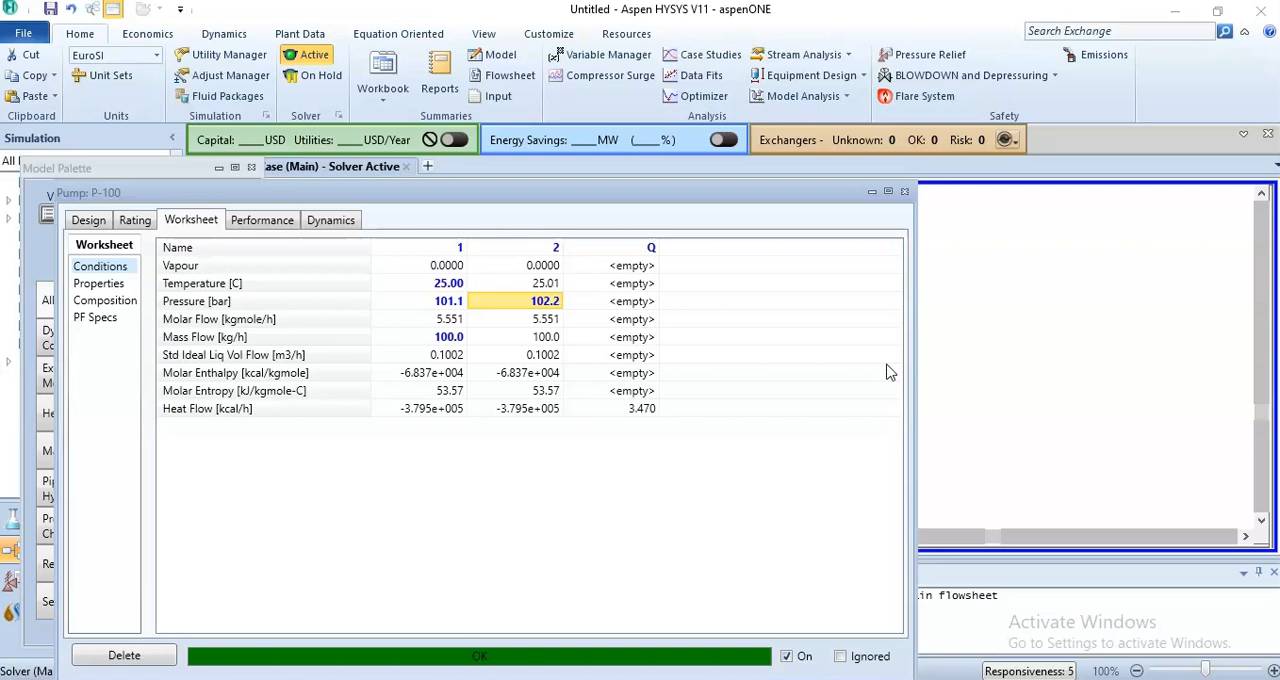 Untitled - Aspen HYSYS V11 - aspenONE
File Home Economics Dynamics Plant Data Equation Oriented View Customize Resources Search Exchange
Cut EuroSI Utility Manager Active Model Variable Manager Case Studies Stream Analysis Pressure Relief Emissions
Copy Unit Sets Adjust Manager On Hold Workbook Reports Flowsheet Compressor Surge Data Fits Equipment Design BLOWDOWN and Depressuring
Paste Fluid Packages Input Optimizer Model Analysis Flare System
Clipboard Units Simulation Solver Summaries Analysis Safety
Simulation Capital: ____ USD Utilities: ____ USD/Year Energy Savings: ____ MW (____%) Exchangers - Unknown: 0 OK: 0 Risk: 0
All Model Palette ase (Main) - Solver Active
Pump: P-100
Design Rating Worksheet Performance Dynamics
Worksheet
Conditions
Properties
Composition
PF Specs
Name 1 2 Q
Vapour 0.0000 0.0000 <empty>
Temperature [C] 25.00 25.01 <empty>
Pressure [bar] 101.1 102.2 <empty>
Molar Flow [kgmole/h] 5.551 5.551 <empty>
Mass Flow [kg/h] 100.0 100.0 <empty>
Std Ideal Liq Vol Flow [m3/h] 0.1002 0.1002 <empty>
Molar Enthalpy [kcal/kgmole] -6.837e+004 -6.837e+004 <empty>
Molar Entropy [kJ/kgmole-C] 53.57 53.57 <empty>
Heat Flow [kcal/h] -3.795e+005 -3.795e+005 3.470
Delete OK On Ignored
in flowsheet
Activate Windows
Go to Settings to activate Windows.
Solver (Ma Responsiveness: 5 100%